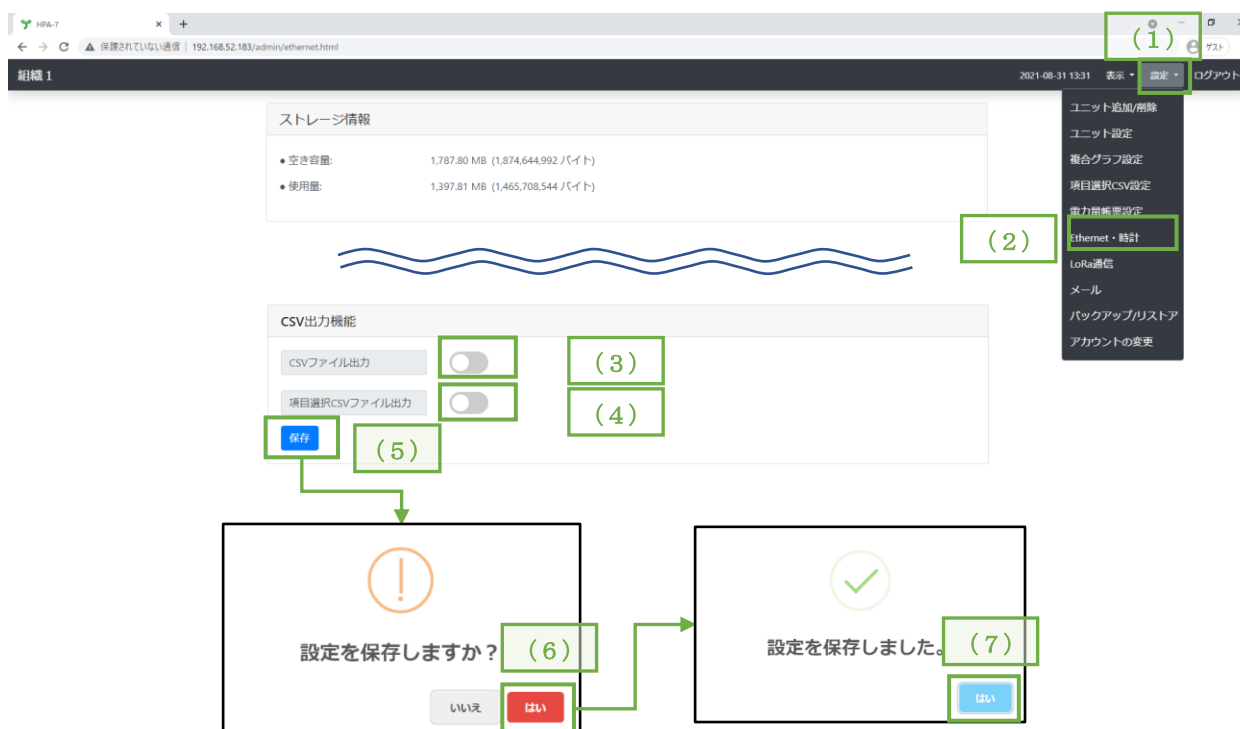 HPA-7
保護されていない通信 | 192.168.52.183/admin/ethernet.html
ゲスト
(1)
組織 1
2021-08-31 13:31 表示 設定 ログアウト
ユニット追加/削除
ユニット設定
複合グラフ設定
項目選択CSV設定
電力量帳票設定
Ethernet・時計
LoRa通信
メール
バックアップ/リストア
アカウントの変更
(2)
ストレージ情報
● 空き容量: 1,787.80 MB (1,874,644,992 バイト)
● 使用量: 1,397.81 MB (1,465,708,544 バイト)
CSV出力機能
CSVファイル出力
(3)
項目選択CSVファイル出力
(4)
保存
(5)
設定を保存しますか?
(6)
いいえ はい
設定を保存しました。
(7)
はい